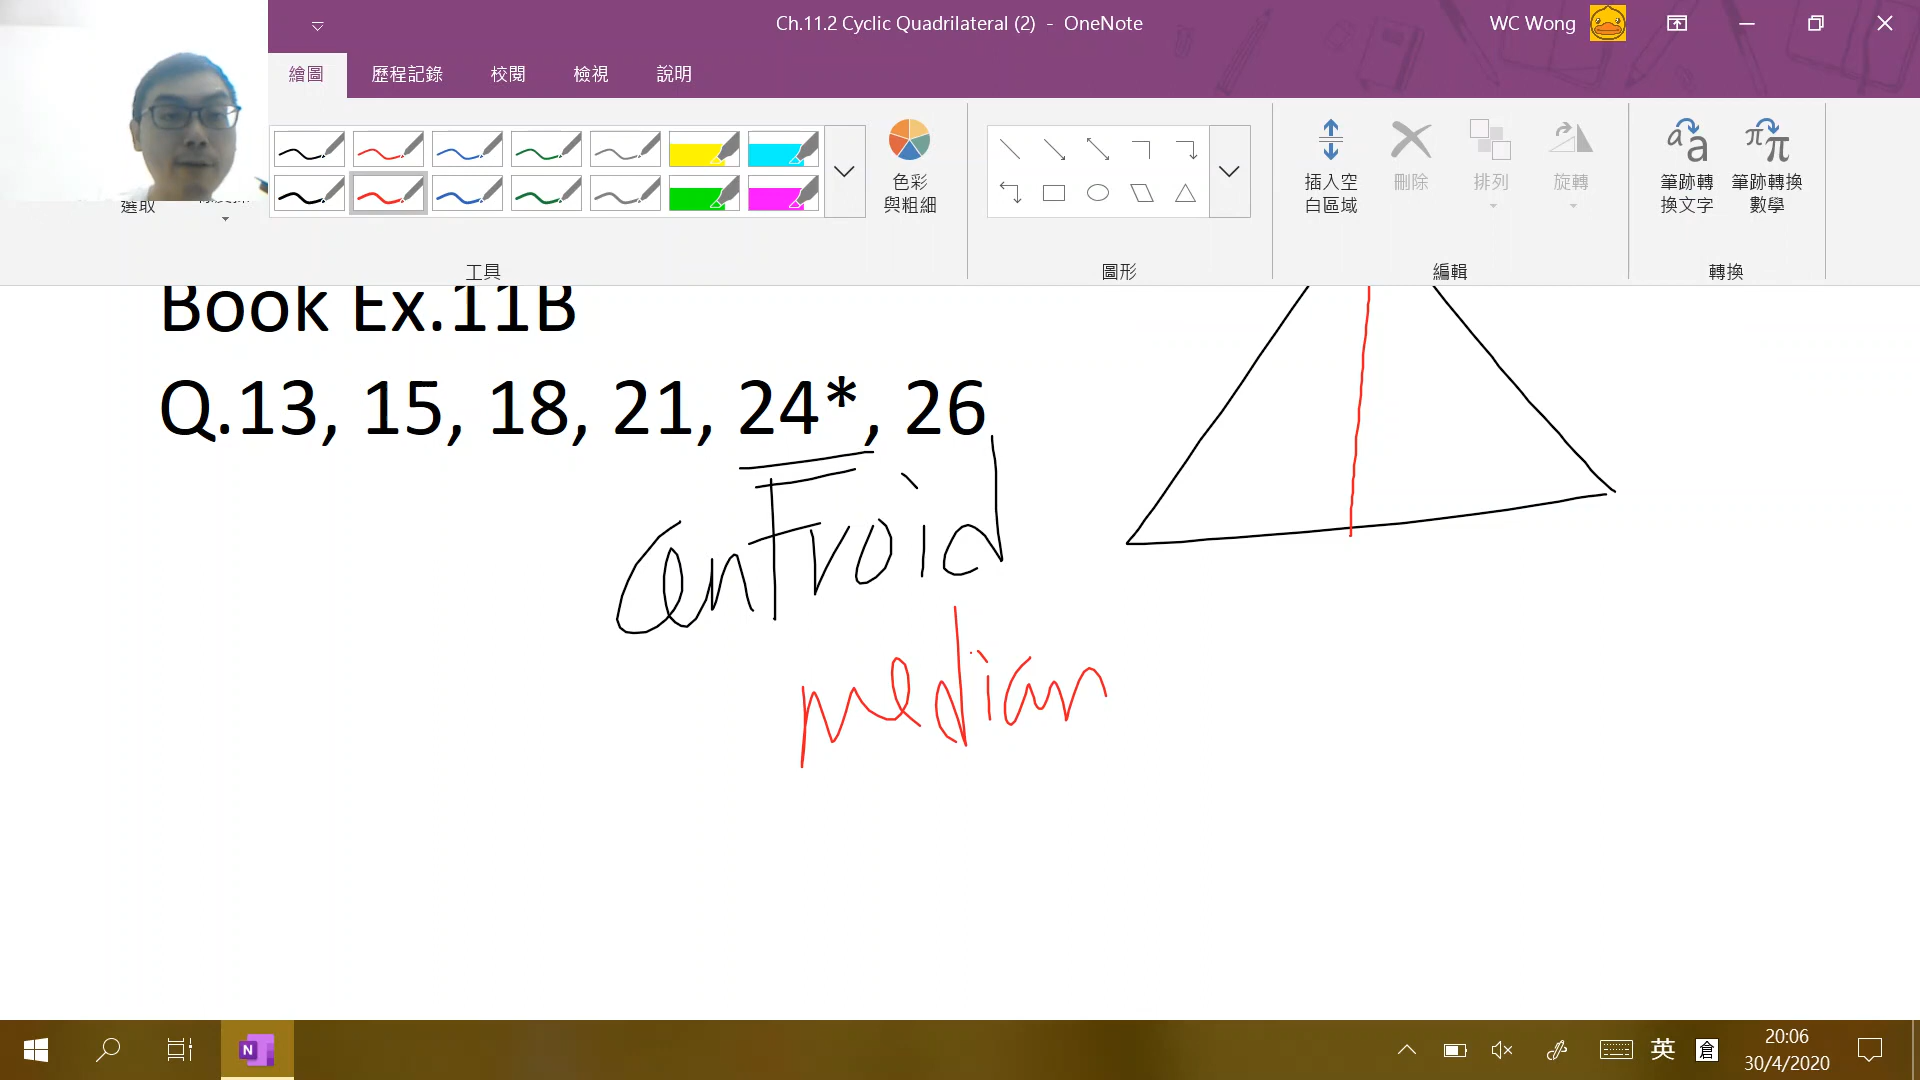 Ch.11.2 Cyclic Quadrilateral (2) - OneNote
WC Wong
繪圖 歷程記錄 校閱 檢視 說明
選取
色彩
與粗細
插入空
白區域
刪除
排列
旋轉
筆跡轉
換文字
筆跡轉換
數學
工具
圖形
編輯
轉換
Book Ex.11B
Q.13, 15, 18, 21, 24*, 26
centroid
median
英
倉
20:06
30/4/2020